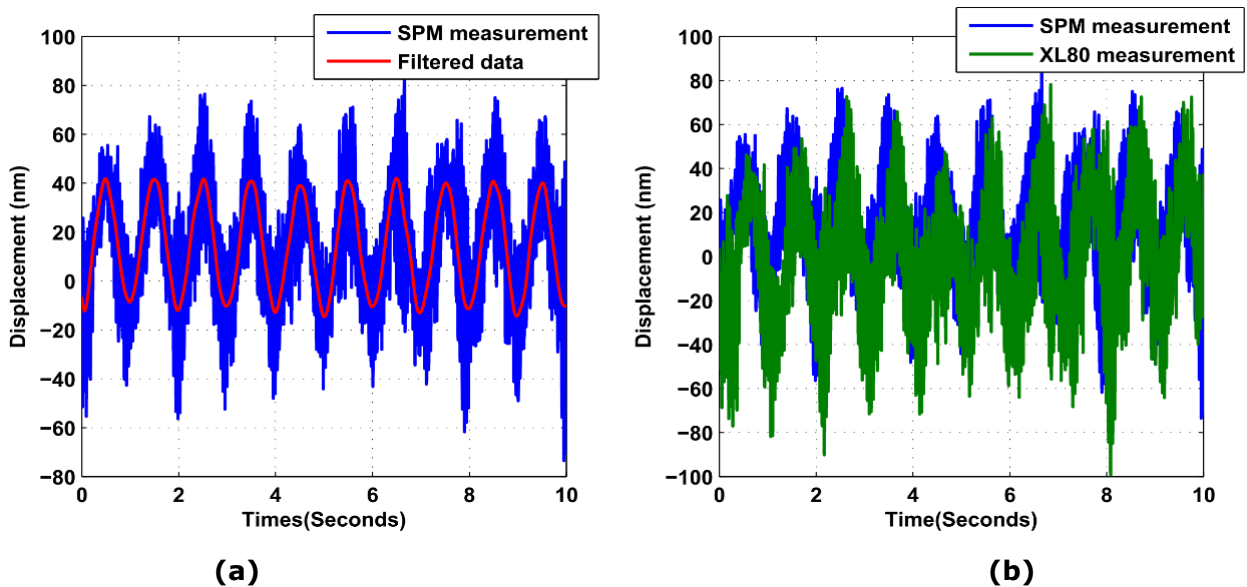 SPM measurement
Filtered data
100
80
60
40
20
0
−20
−40
−60
−80
Displacement (nm)
0 2 4 6 8 10
Times(Seconds)
(a)
SPM measurement
XL80 measurement
100
80
60
40
20
0
−20
−40
−60
−80
−100
Displacement (nm)
0 2 4 6 8 10
Time(Seconds)
(b)